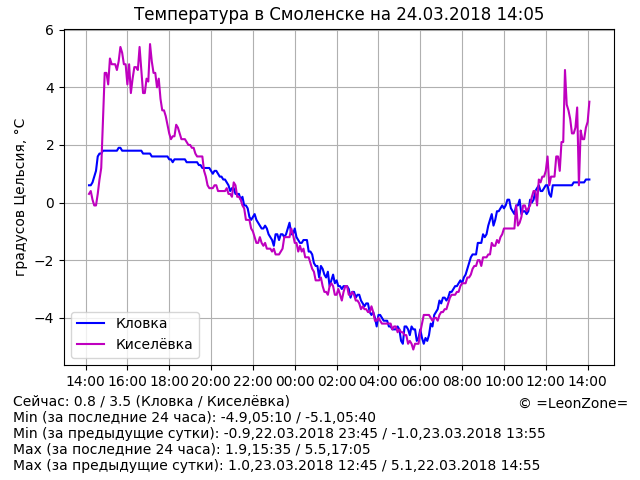 Температура в Смоленске на 24.03.2018 14:05
градусов Цельсия, °C
6
4
2
0
−2
−4
Кловка
Киселёвка
14:00 16:00 18:00 20:00 22:00 00:00 02:00 04:00 06:00 08:00 10:00 12:00 14:00
Сейчас: 0.8 / 3.5 (Кловка / Киселёвка)
© =LeonZone=
Min (за последние 24 часа): -4.9,05:10 / -5.1,05:40
Min (за предыдущие сутки): -0.9,22.03.2018 23:45 / -1.0,23.03.2018 13:55
Max (за последние 24 часа): 1.9,15:35 / 5.5,17:05
Max (за предыдущие сутки): 1.0,23.03.2018 12:45 / 5.1,22.03.2018 14:55